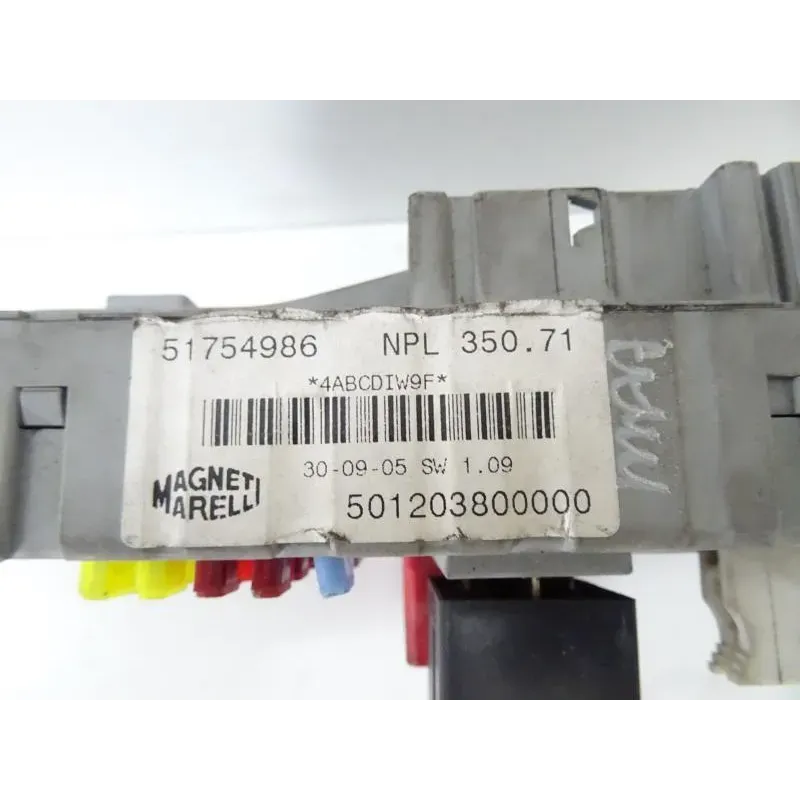 51754986 NPL 350.71
*4ABCDIW9F*
30-09-05 SW 1.09
MAGNETI
MARELLI
501203800000